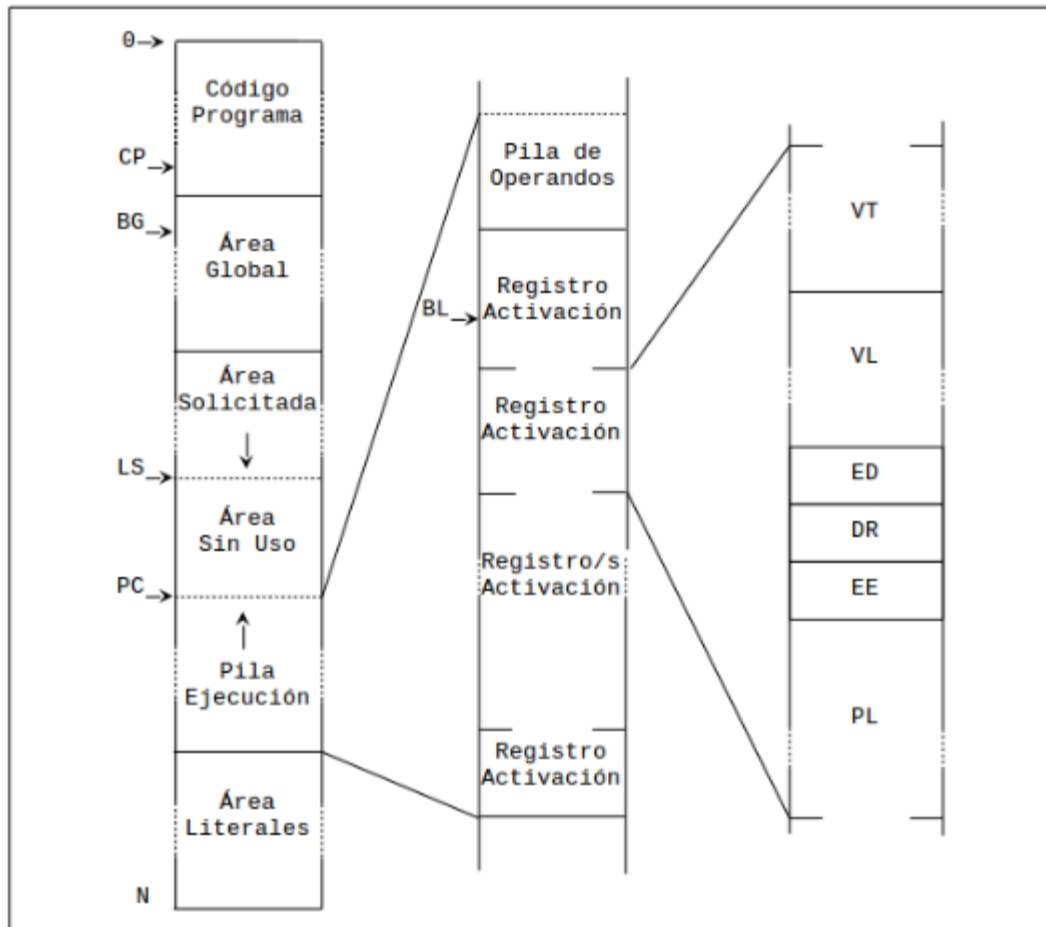 0
Código
Programa
CP
BG
Área
Global
Área
Solicitada
LS
Área
Sin Uso
PC
Pila
Ejecución
Área
Literales
N
Pila de
Operandos
Registro
Activación
BL
Registro
Activación
Registro/s
Activación
Registro
Activación
VT
VL
ED
DR
EE
PL